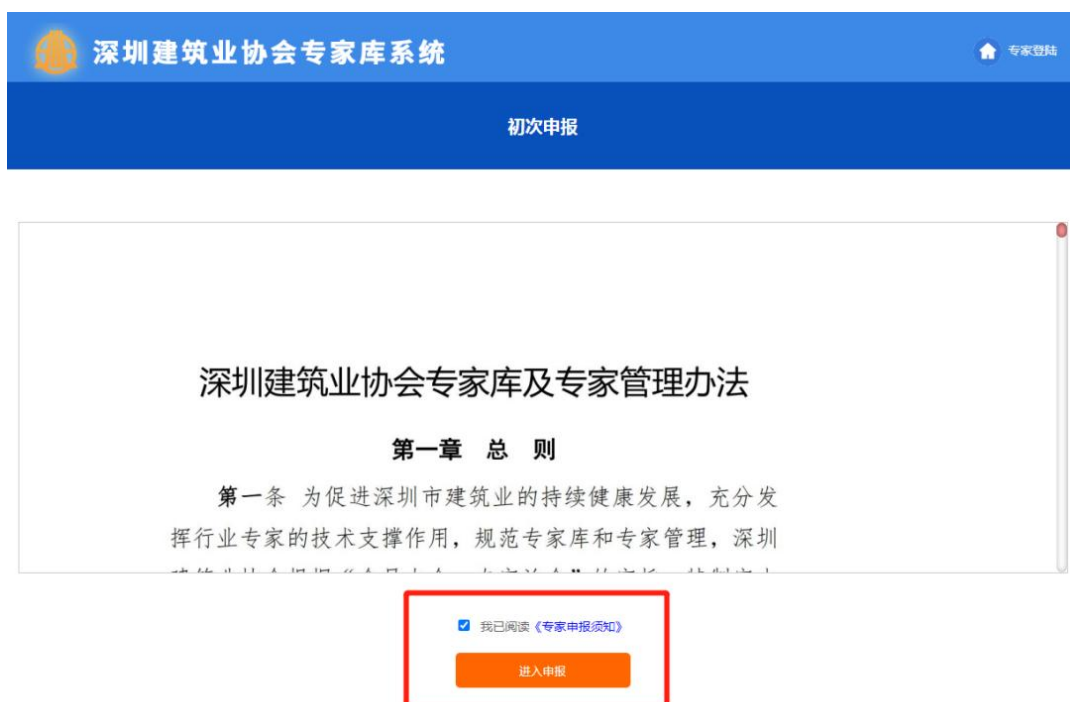 深圳建筑业协会专家库系统
专家登陆
初次申报
深圳建筑业协会专家库及专家管理办法
第一章 总 则
第一条 为促进深圳市建筑业的持续健康发展，充分发
挥行业专家的技术支撑作用，规范专家库和专家管理，深圳
我已阅读《专家申报须知》
进入申报